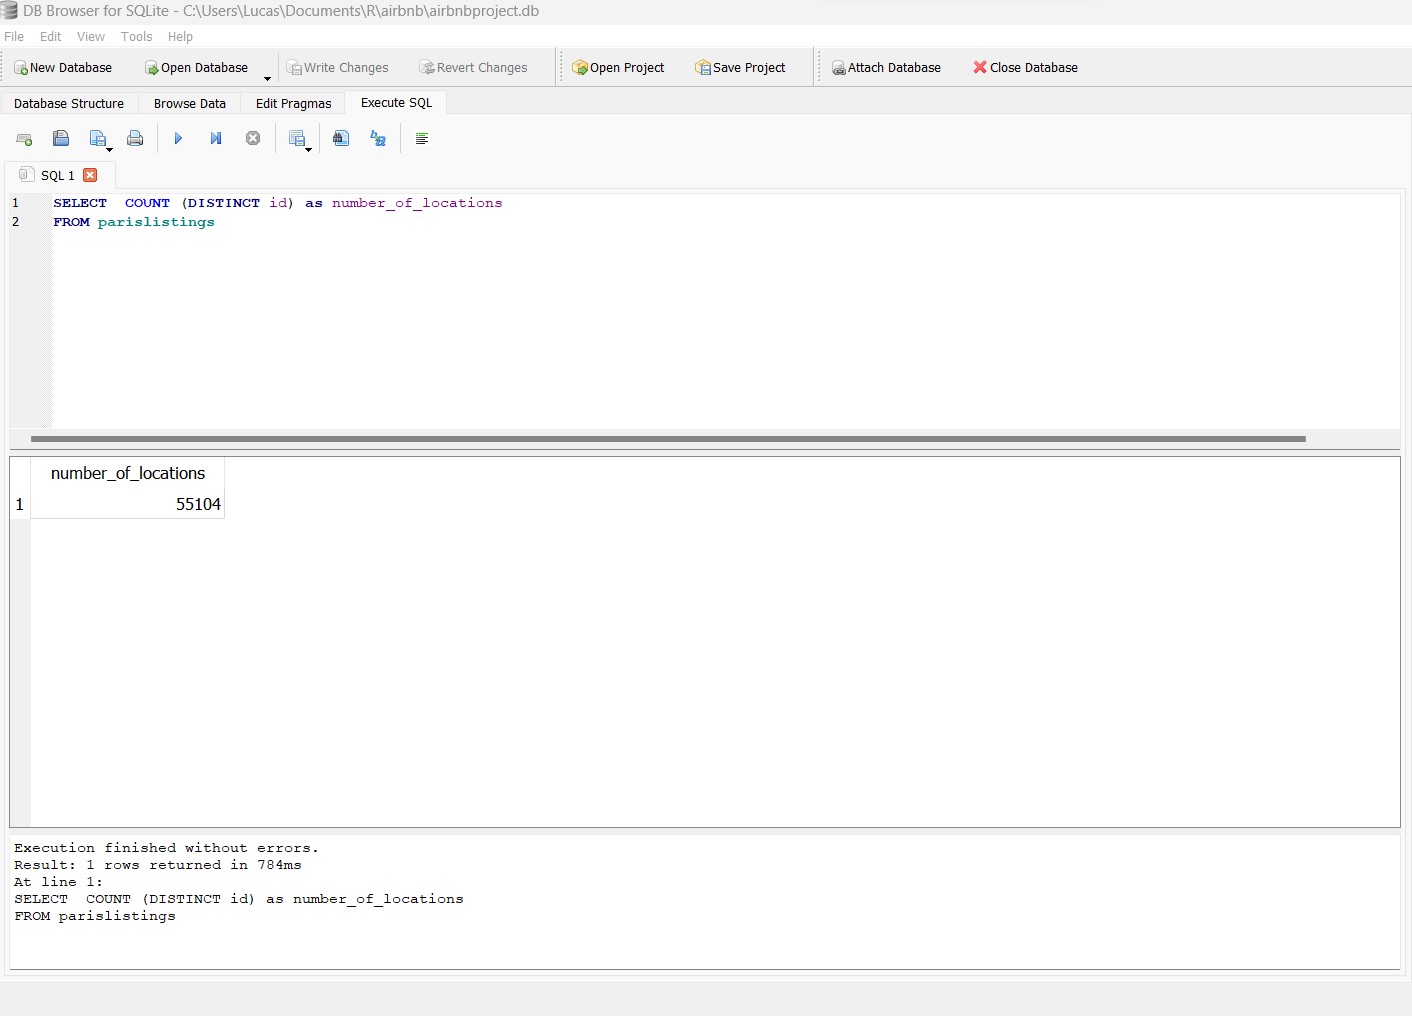 DB Browser for SQLite - C:\Users\Lucas\Documents\R\airbnb\airbnbproject.db
File Edit View Tools Help
New Database Open Database Write Changes Revert Changes Open Project Save Project Attach Database Close Database
Database Structure Browse Data Edit Pragmas Execute SQL
SQL 1
1 SELECT  COUNT (DISTINCT id) as number_of_locations
2 FROM parislistings
number_of_locations
1 55104
Execution finished without errors.
Result: 1 rows returned in 784ms
At line 1:
SELECT  COUNT (DISTINCT id) as number_of_locations
FROM parislistings